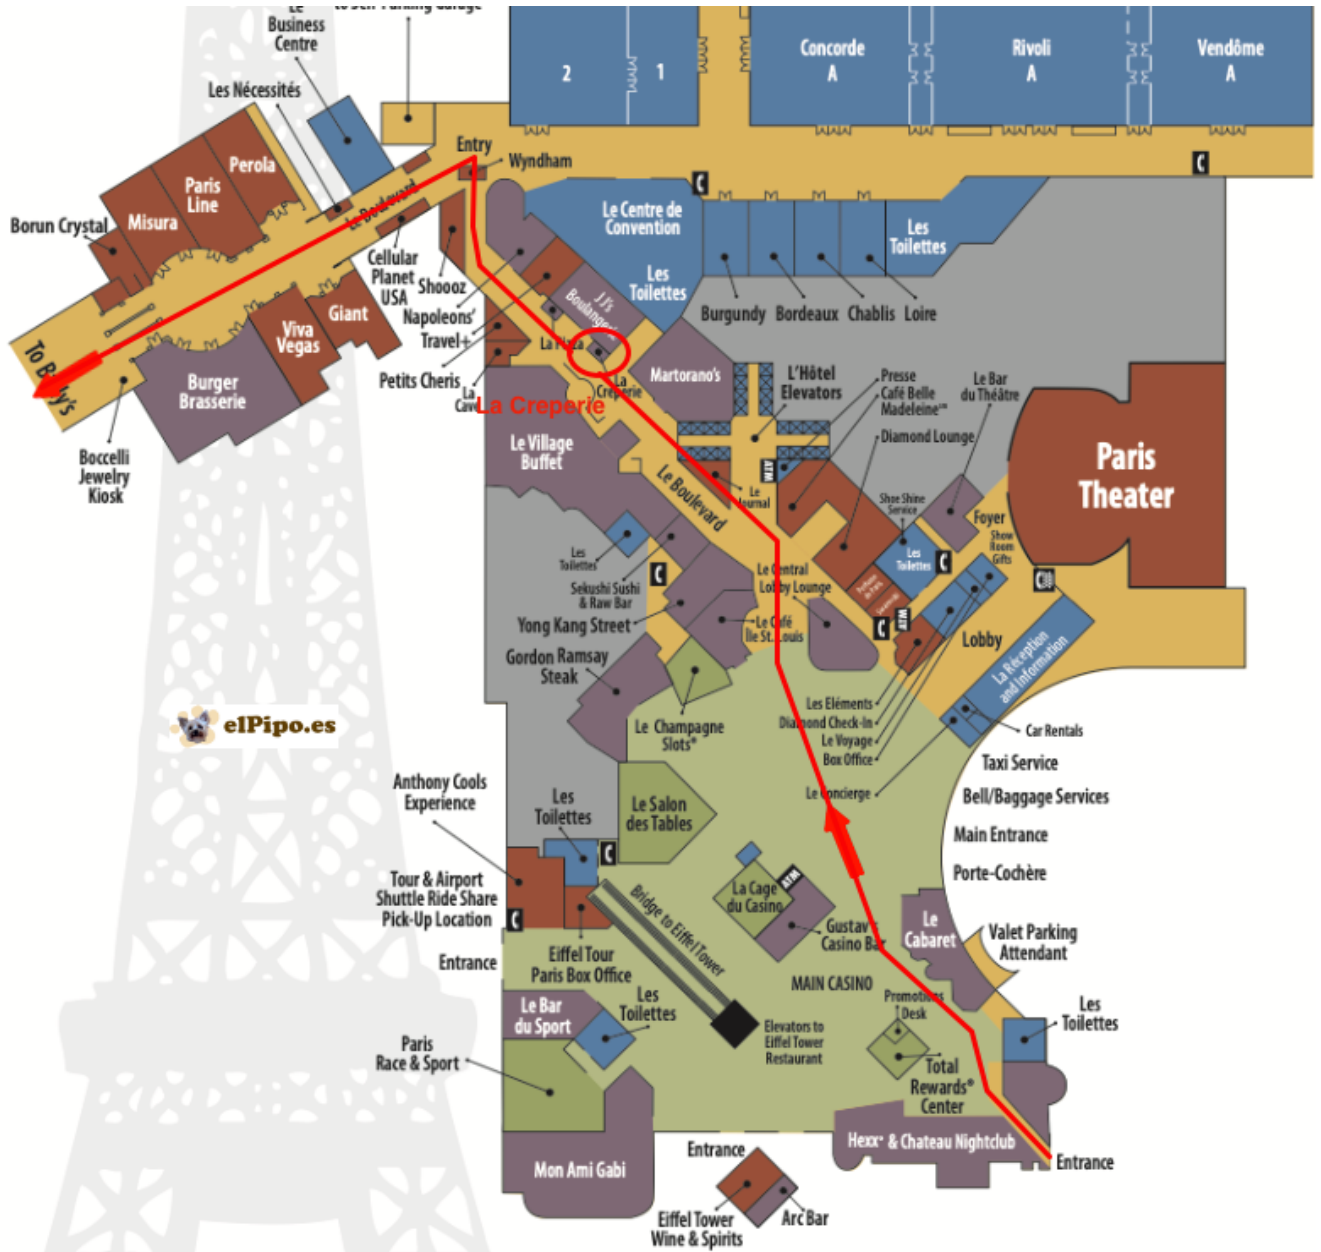 to Self-Parking Garage
Le
Business
Centre
Les Nécessités
2
1
Concorde
A
Rivoli
A
Vendôme
A
Entry
Wyndham
Perola
Paris
Line
Misura
Borun Crystal
Le Boulevard
Cellular
Planet
USA
Shoooz
Napoleons'
Travel+
Petits Cheris
La
Cave
Giant
Viva
Vegas
Burger
Brasserie
To Bally's
Boccelli
Jewelry
Kiosk
Le Centre de
Convention
Les
Toilettes
Les
Toilettes
Burgundy
Bordeaux
Chablis
Loire
JJ's
Boulangerie
La Pizza
La
Crêperie
La Creperie
Martorano's
L'Hôtel
Elevators
Presse
Café Belle
Madeleine
Diamond Lounge
Le Bar
du Théâtre
Paris
Theater
Le Village
Buffet
Le Boulevard
Le
Journal
ATM
Shoe Shine
Service
Les
Toilettes
Foyer
Show
Room
Gifts
Les
Toilettes
Sekushi Sushi
& Raw Bar
Yong Kang Street
Gordon Ramsay
Steak
Le Central
Lobby Lounge
Le Café
Île St. Louis
ATM
Lobby
La Réception
and Information
Le Champagne
Slots®
Les Eléments
Diamond Check-In
Le Voyage
Box Office
Le Concierge
Car Rentals
Taxi Service
Bell/Baggage Services
Main Entrance
Porte-Cochère
elPipo.es
Anthony Cools
Experience
Les
Toilettes
Le Salon
des Tables
Tour & Airport
Shuttle Ride Share
Pick-Up Location
Entrance
Eiffel Tour
Paris Box Office
Bridge to Eiffel Tower
La Cage
du Casino
ATM
Gustav's
Casino Bar
Le
Cabaret
Valet Parking
Attendant
MAIN CASINO
Le Bar
du Sport
Les
Toilettes
Elevators to
Eiffel Tower
Restaurant
Promotions
Desk
Les
Toilettes
Paris
Race & Sport
Total
Rewards®
Center
Hexx & Chateau Nightclub
Mon Ami Gabi
Entrance
Entrance
Eiffel Tower
Wine & Spirits
Arc Bar